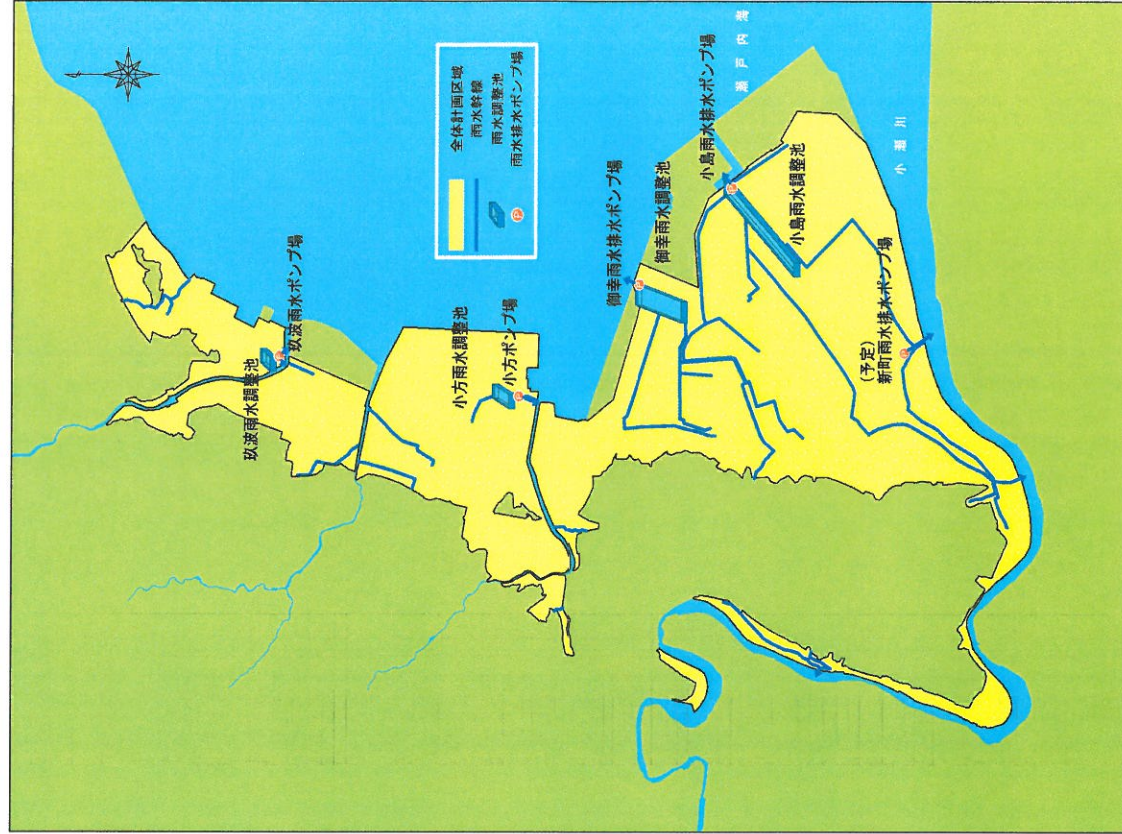 全体計画区域
雨水幹線
雨水調整池
雨水排水ポンプ場
玖波雨水調整池
玖波雨水ポンプ場
小方雨水調整池
小方ポンプ場
御幸雨水排水ポンプ場
御幸雨水調整池
小島雨水排水ポンプ場
小島雨水調整池
(予定)
新町雨水排水ポンプ場
瀬戸内海
小瀬川
P
P
P
P
P
P